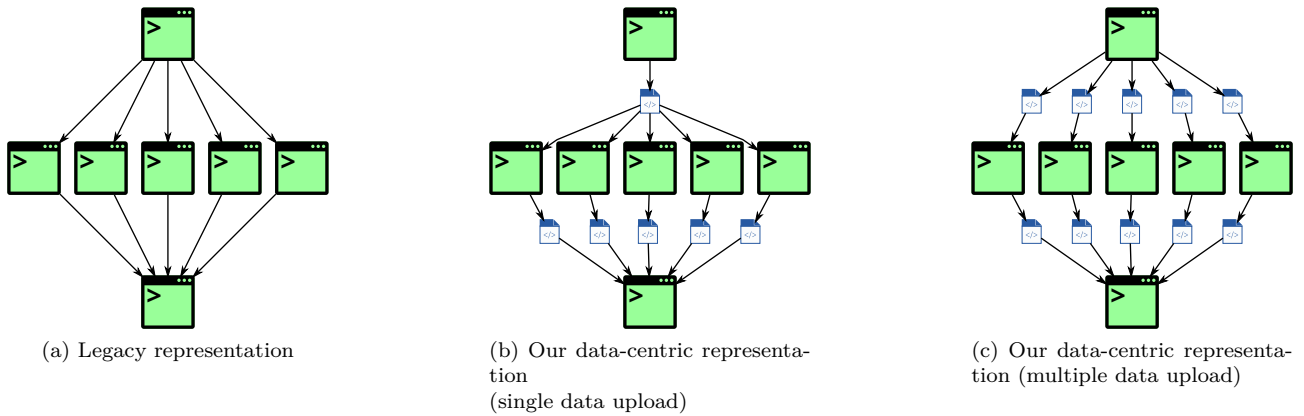 (a) Legacy representation
(b) Our data-centric representa-
tion
(single data upload)
(c) Our data-centric representa-
tion (multiple data upload)